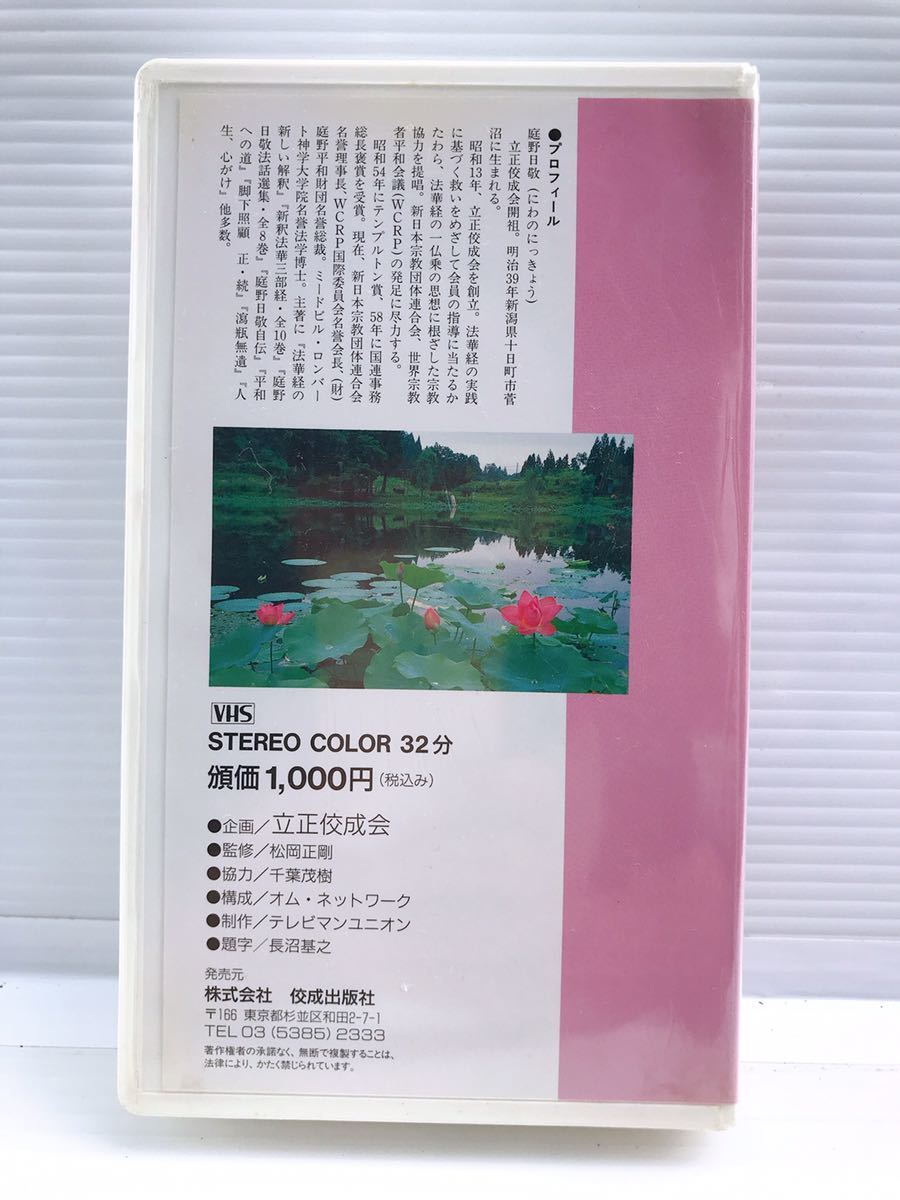 ●プロフィール
庭野日敬（にわのにっきょう）
立正佼成会開祖。明治39年新潟県十日町市菅
沼に生まれる。
昭和13年、立正佼成会を創立。法華経の実践
に基づく救いをめざして会員の指導に当たるか
たわら、法華経の一仏乗の思想に根ざした宗教
協力を提唱。新日本宗教団体連合会、世界宗教
者平和会議（WCRP）の発足に尽力する。
昭和54年にテンプルトン賞、58年に国連事務
総長褒賞を受賞。現在、新日本宗教団体連合会
名誉理事長、WCRP国際委員会名誉会長、（財）
庭野平和財団名誉総裁。ミードビル・ロンバー
ト神学大学院名誉法学博士。主著に『法華経の
新しい解釈』『新釈法華三部経・全10巻』『庭野
日敬法話選集・全8巻』『庭野日敬自伝』『平和
への道』『脚下照顧 正・続』『瀉瓶無遺』『人
生、心がけ』他多数。
VHS
STEREO COLOR 32分
頒価1,000円（税込み）
●企画／立正佼成会
●監修／松岡正剛
●協力／千葉茂樹
●構成／オム・ネットワーク
●制作／テレビマンユニオン
●題字／長沼基之
発売元
株式会社 佼成出版社
〒166 東京都杉並区和田2-7-1
TEL 03（5385）2333
著作権者の承諾なく、無断で複製することは、
法律により、かたく禁じられています。